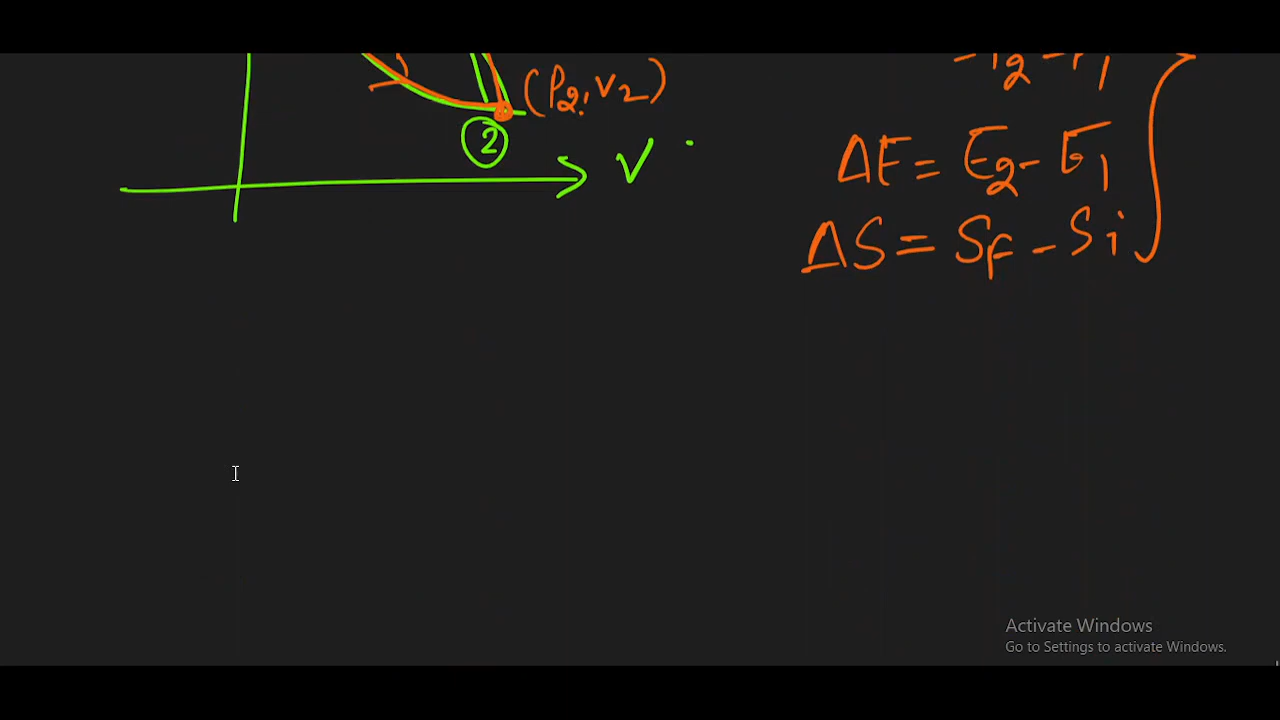 (P2, V2)
2
V
ΔE = E2 - E1
ΔS = Sf - Si
Activate Windows
Go to Settings to activate Windows.